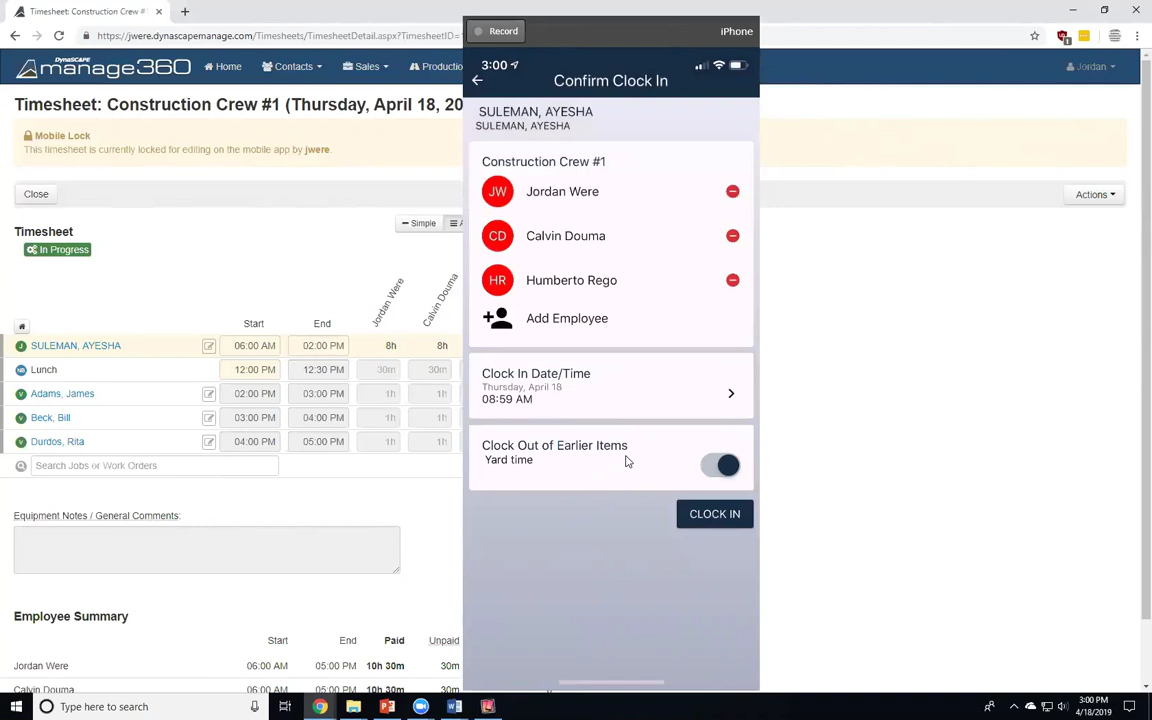 Timesheet: Construction Crew #
https://jwere.dynascapemanage.com/Timesheets/TimesheetDetail.aspx?TimesheetID=
DynaSCAPE
manage360
Home
Contacts
Sales
Productio
Jordan
Timesheet: Construction Crew #1 (Thursday, April 18, 20
Mobile Lock
This timesheet is currently locked for editing on the mobile app by jwere.
Close
Actions
Timesheet
Simple
In Progress
Start
End
Jordan Were
Calvin Douma
J SULEMAN, AYESHA 06:00 AM 02:00 PM 8h 8h
NB Lunch 12:00 PM 12:30 PM 30m 30m
V Adams, James 02:00 PM 03:00 PM 1h 1h
V Beck, Bill 03:00 PM 04:00 PM 1h 1h
V Durdos, Rita 04:00 PM 05:00 PM 1h 1h
Search Jobs or Work Orders
Equipment Notes / General Comments:
Employee Summary
Start End Paid Unpaid
Jordan Were 06:00 AM 05:00 PM 10h 30m 30m
Calvin Douma 06:00 AM 05:00 PM 10h 30m 30m
Record
iPhone
3:00
Confirm Clock In
SULEMAN, AYESHA
SULEMAN, AYESHA
Construction Crew #1
JW Jordan Were
CD Calvin Douma
HR Humberto Rego
Add Employee
Clock In Date/Time
Thursday, April 18
08:59 AM
Clock Out of Earlier Items
Yard time
CLOCK IN
Type here to search
3:00 PM
4/18/2019